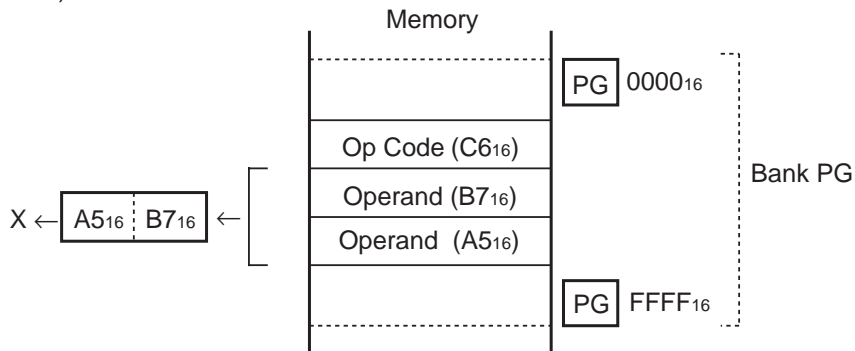 Memory
PG 0000₁₆
Op Code (C6₁₆)
Operand (B7₁₆)
Bank PG
X ← A5₁₆ B7₁₆ ←
Operand (A5₁₆)
PG FFFF₁₆